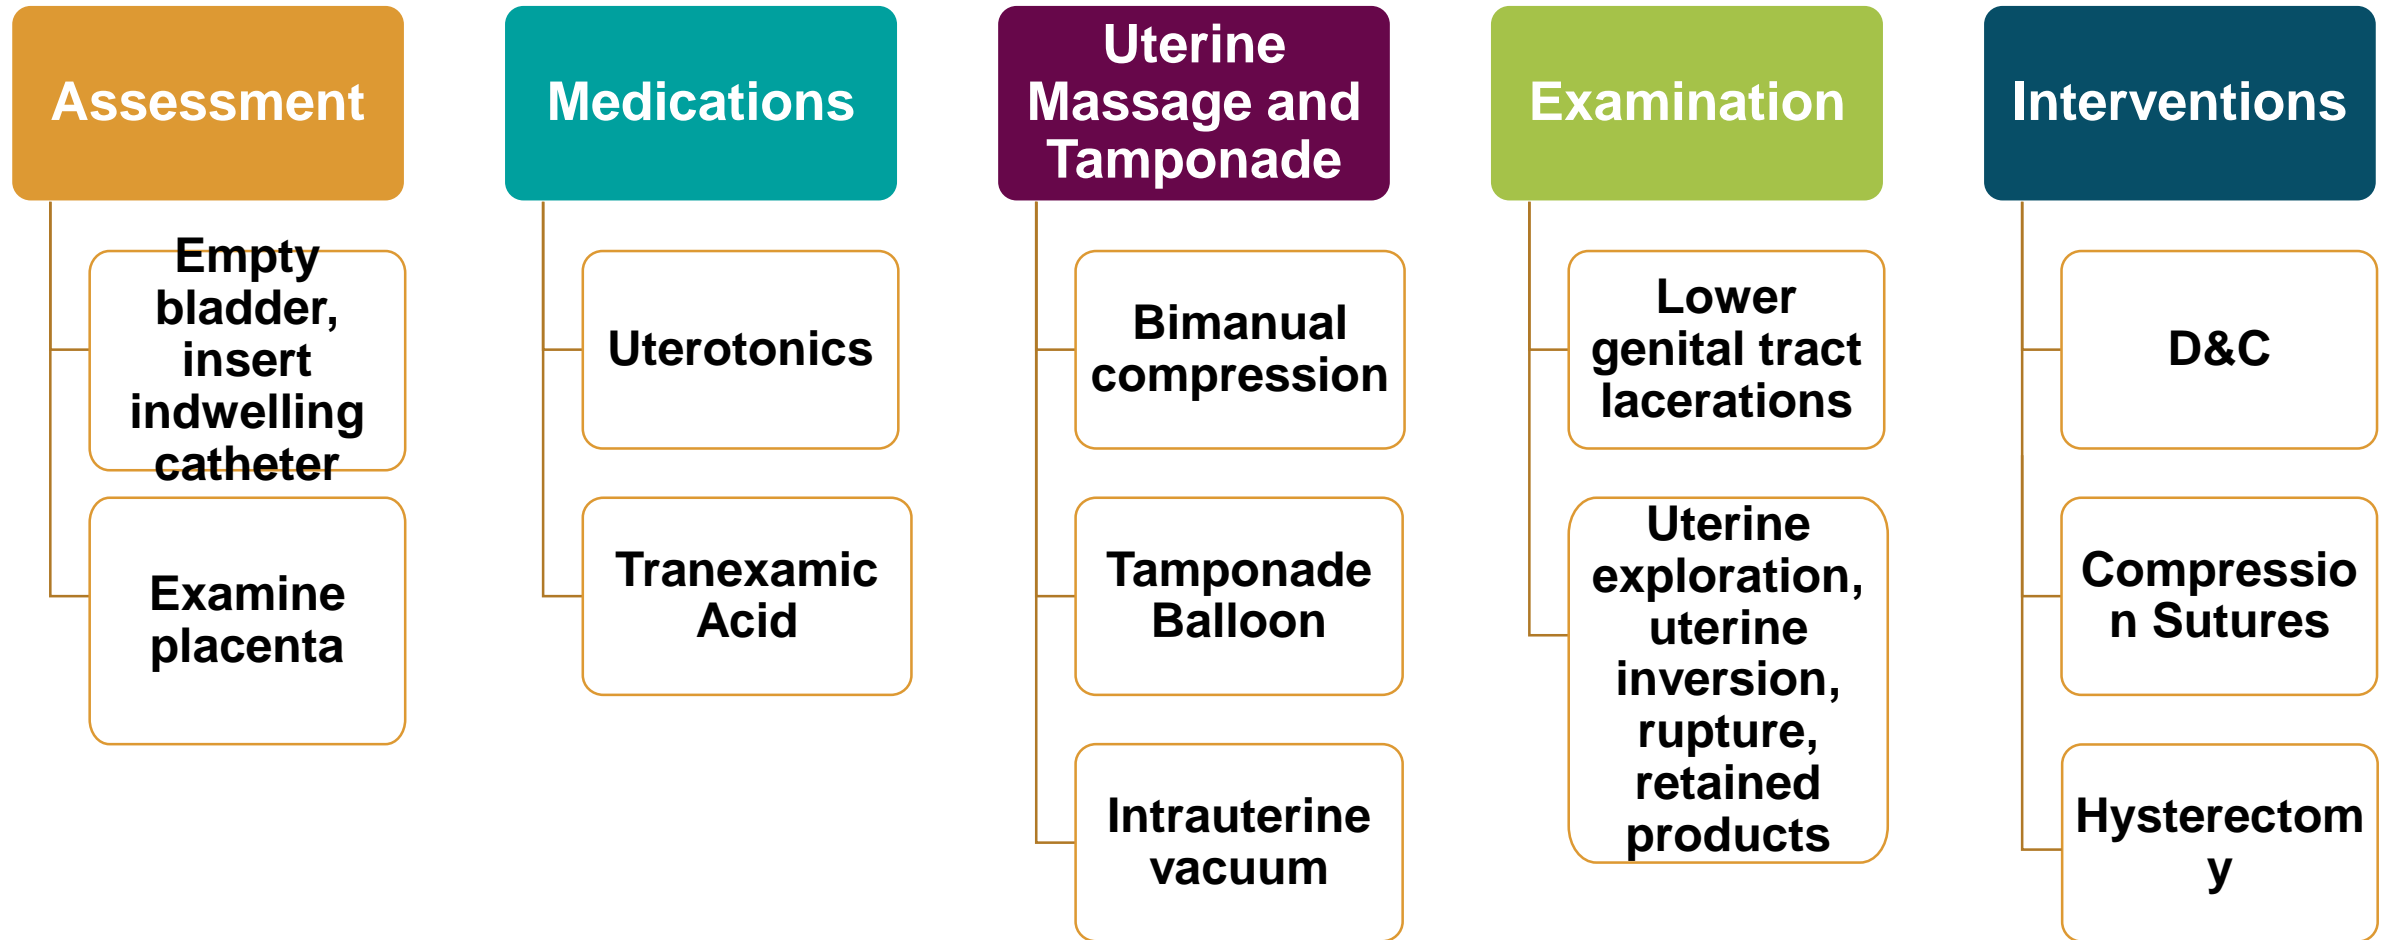 Assessment
Empty
bladder,
insert
indwelling
catheter
Examine
placenta
Medications
Uterotonics
Tranexamic
Acid
Uterine
Massage and
Tamponade
Bimanual
compression
Tamponade
Balloon
Intrauterine
vacuum
Examination
Lower
genital tract
lacerations
Uterine
exploration,
uterine
inversion,
rupture,
retained
products
Interventions
D&C
Compressio
n Sutures
Hysterectom
y